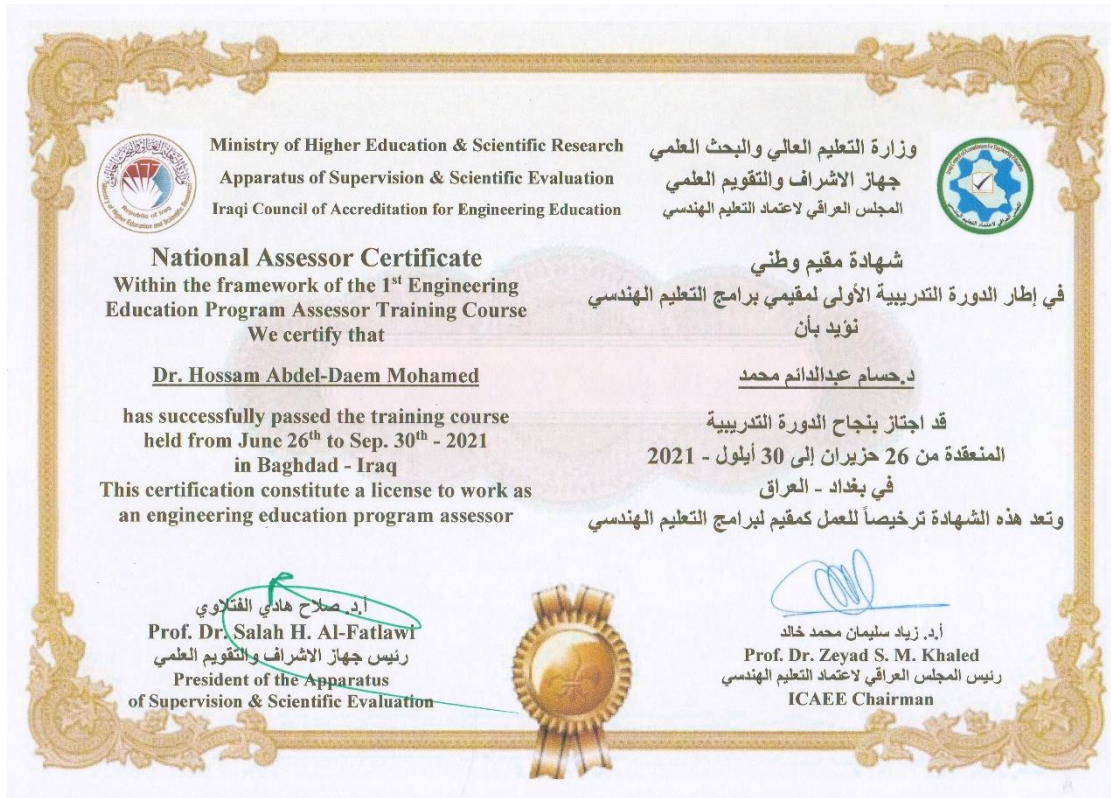 Ministry of Higher Education & Scientific Research
Apparatus of Supervision & Scientific Evaluation
Iraqi Council of Accreditation for Engineering Education
وزارة التعليم العالي والبحث العلمي
جهاز الاشراف والتقويم العلمي
المجلس العراقي لاعتماد التعليم الهندسي
National Assessor Certificate
Within the framework of the 1st Engineering
Education Program Assessor Training Course
We certify that
شهادة مقيم وطني
في إطار الدورة التدريبية الأولى لمقيمي برامج التعليم الهندسي
نؤيد بأن
Dr. Hossam Abdel-Daem Mohamed
د.حسام عبدالدائم محمد
has successfully passed the training course
held from June 26th to Sep. 30th - 2021
in Baghdad - Iraq
This certification constitute a license to work as
an engineering education program assessor
قد اجتاز بنجاح الدورة التدريبية
المنعقدة من 26 حزيران إلى 30 أيلول - 2021
في بغداد - العراق
وتعد هذه الشهادة ترخيصاً للعمل كمقيم لبرامج التعليم الهندسي
أ.د. صلاح هادي الفتلاوي
Prof. Dr. Salah H. Al-Fatlawi
رئيس جهاز الاشراف والتقويم العلمي
President of the Apparatus
of Supervision & Scientific Evaluation
أ.د. زياد سليمان محمد خالد
Prof. Dr. Zeyad S. M. Khaled
رئيس المجلس العراقي لاعتماد التعليم الهندسي
ICAEE Chairman